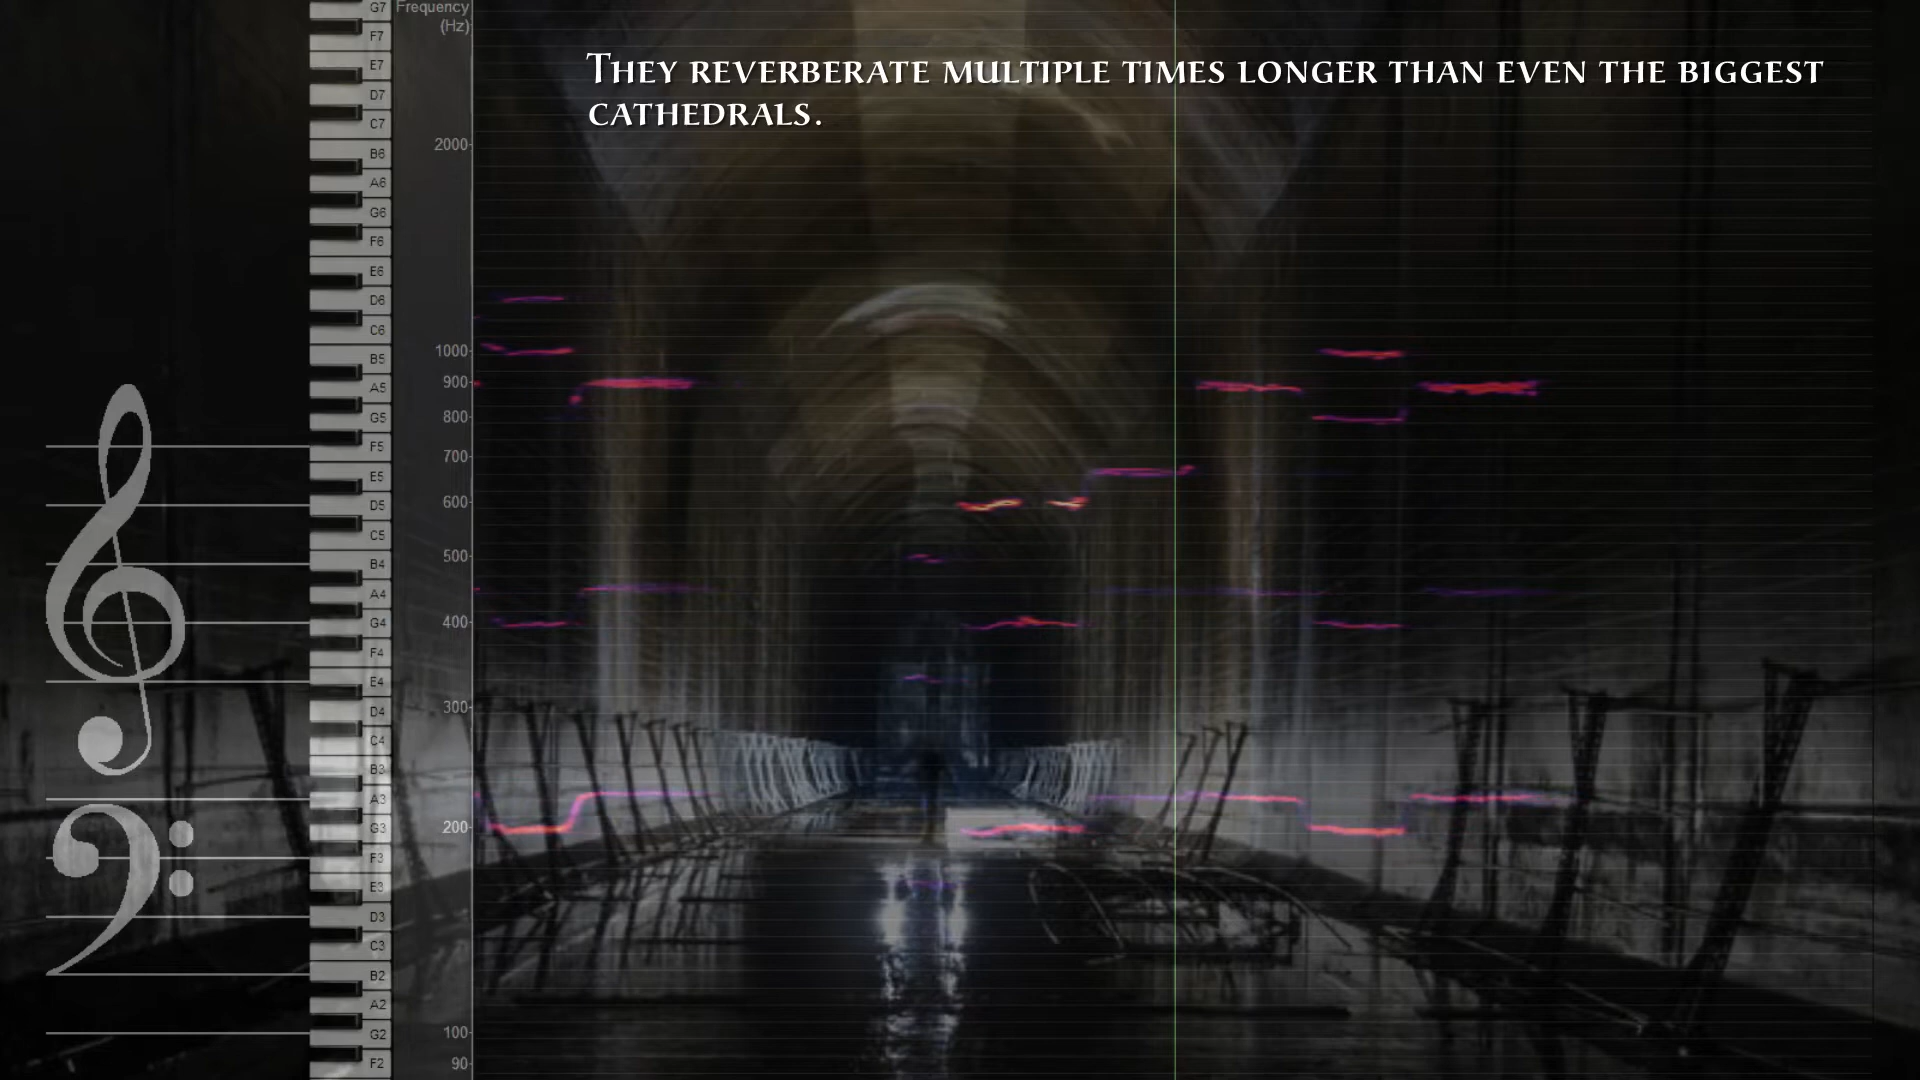 Frequency
(Hz)
They reverberate multiple times longer than even the biggest
cathedrals.
G7
F7
E7
D7
C7
B6
A6
G6
F6
E6
D6
C6
B5
A5
G5
F5
E5
D5
C5
B4
A4
G4
F4
E4
D4
C4
B3
A3
G3
F3
E3
D3
C3
B2
A2
G2
F2
2000
1000
900
800
700
600
500
400
300
200
100
90